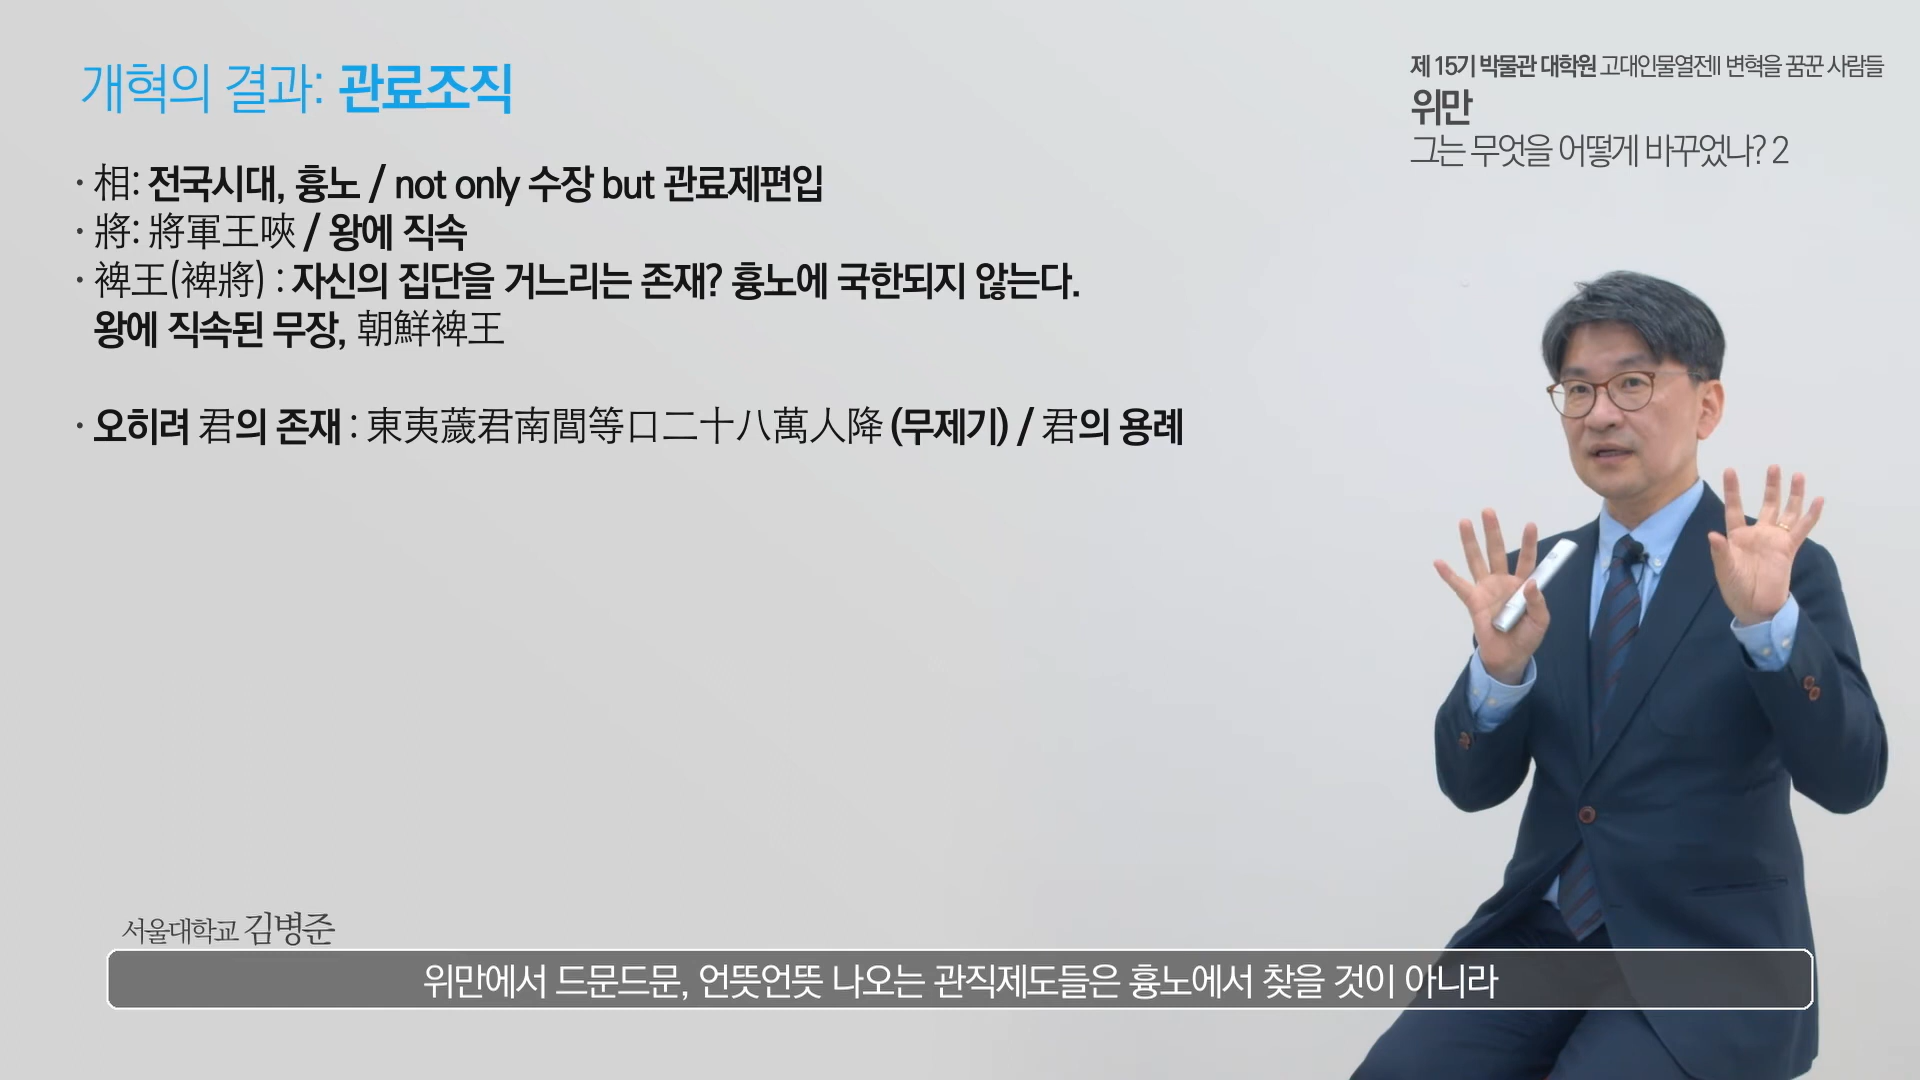 개혁의 결과: 관료조직
제 15기 박물관 대학원 고대인물열전II 변혁을 꿈꾼 사람들
위만
그는 무엇을 어떻게 바꾸었나? 2
· 相: 전국시대, 흉노 / not only 수장 but 관료제편입
· 將: 將軍王唊 / 왕에 직속
· 裨王(裨將) : 자신의 집단을 거느리는 존재? 흉노에 국한되지 않는다.
왕에 직속된 무장, 朝鮮裨王
· 오히려 君의 존재 : 東夷薉君南閭等口二十八萬人降 (무제기) / 君의 용례
서울대학교 김병준
위만에서 드문드문, 언뜻언뜻 나오는 관직제도들은 흉노에서 찾을 것이 아니라